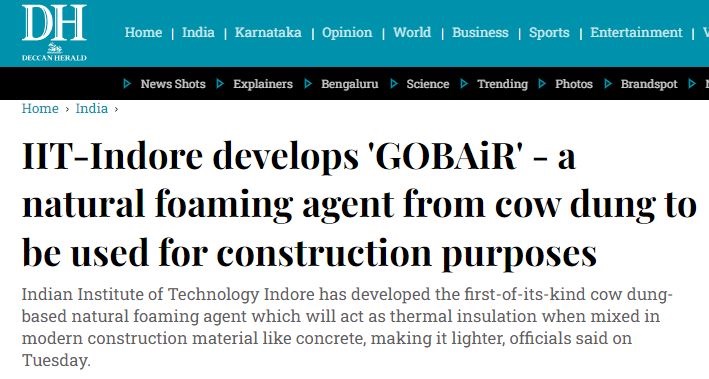 DH
DECCAN HERALD
Home | India | Karnataka | Opinion | World | Business | Sports | Entertainment |
News Shots Explainers Bengaluru Science Trending Photos Brandspot
Home › India ›
IIT-Indore develops 'GOBAiR' - a
natural foaming agent from cow dung to
be used for construction purposes
Indian Institute of Technology Indore has developed the first-of-its-kind cow dung-
based natural foaming agent which will act as thermal insulation when mixed in
modern construction material like concrete, making it lighter, officials said on
Tuesday.